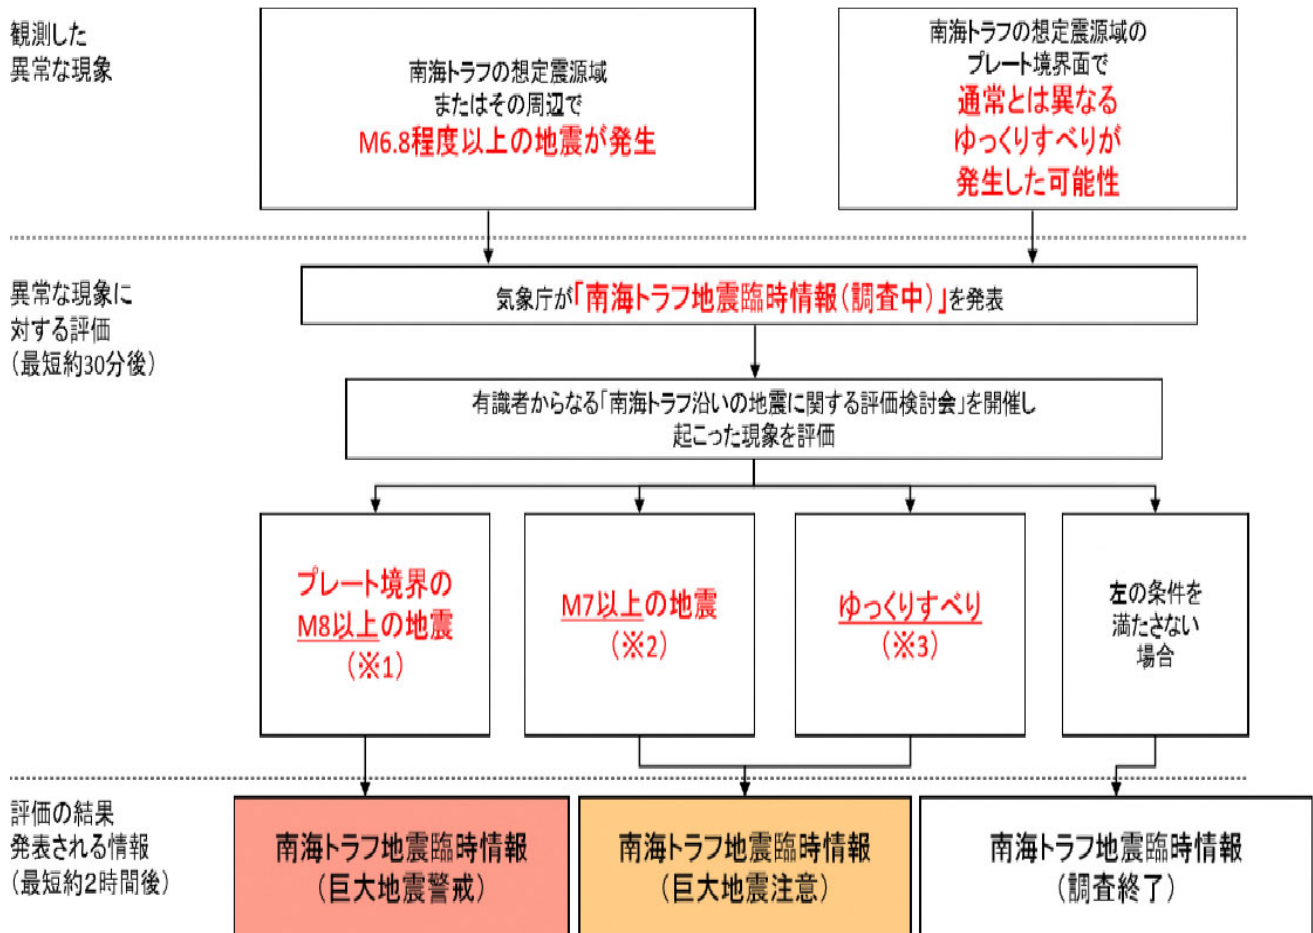 観測した
異常な現象
南海トラフの想定震源域
またはその周辺で
M6.8程度以上の地震が発生
南海トラフの想定震源域の
プレート境界面で
通常とは異なる
ゆっくりすべりが
発生した可能性
異常な現象に
対する評価
(最短約30分後)
気象庁が「南海トラフ地震臨時情報(調査中)」を発表
有識者からなる「南海トラフ沿いの地震に関する評価検討会」を開催し
起こった現象を評価
プレート境界の
M8以上の地震
(※1)
M7以上の地震
(※2)
ゆっくりすべり
(※3)
左の条件を
満たさない
場合
評価の結果
発表される情報
(最短約2時間後)
南海トラフ地震臨時情報
(巨大地震警戒)
南海トラフ地震臨時情報
(巨大地震注意)
南海トラフ地震臨時情報
(調査終了)